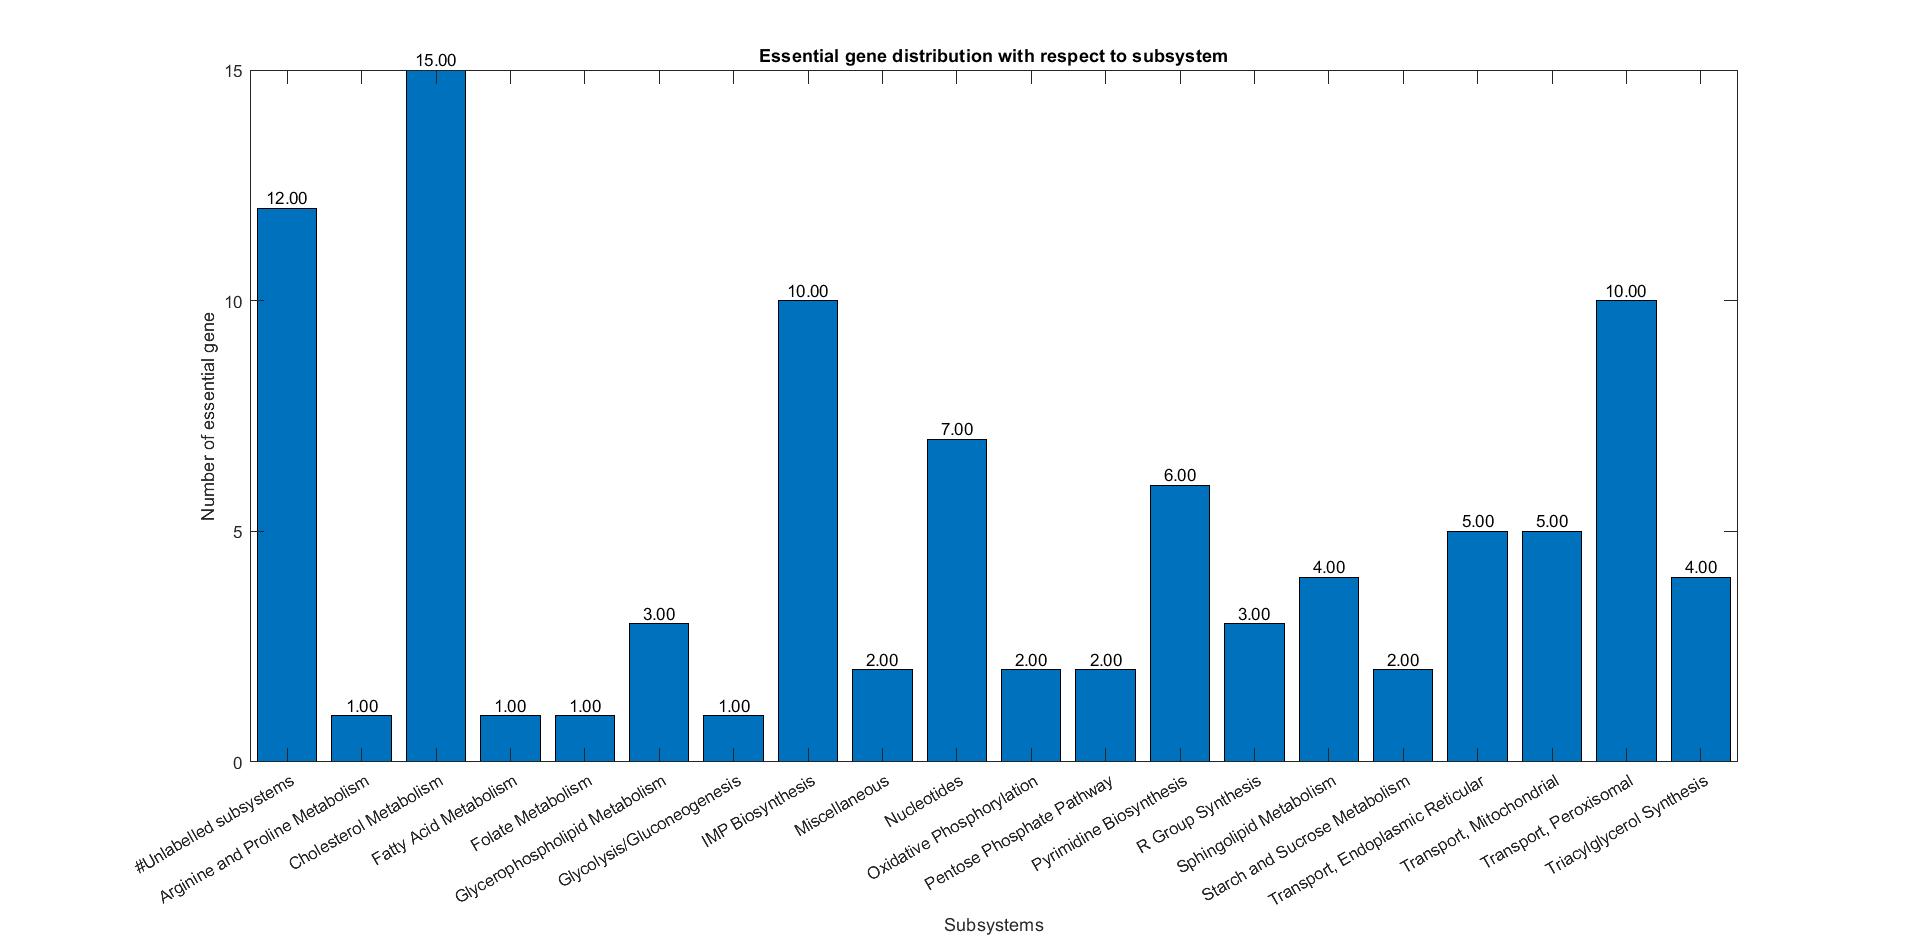 Essential gene distribution with respect to subsystem
15
10
5
0
Number of essential gene
12.00
1.00
15.00
1.00
1.00
3.00
1.00
10.00
2.00
7.00
2.00
2.00
6.00
3.00
4.00
2.00
5.00
5.00
10.00
4.00
#Unlabelled subsystems
Arginine and Proline Metabolism
Cholesterol Metabolism
Fatty Acid Metabolism
Folate Metabolism
Glycerophospholipid Metabolism
Glycolysis/Gluconeogenesis
IMP Biosynthesis
Miscellaneous
Nucleotides
Oxidative Phosphorylation
Pentose Phosphate Pathway
Pyrimidine Biosynthesis
R Group Synthesis
Sphingolipid Metabolism
Starch and Sucrose Metabolism
Transport, Endoplasmic Reticular
Transport, Mitochondrial
Transport, Peroxisomal
Triacylglycerol Synthesis
Subsystems